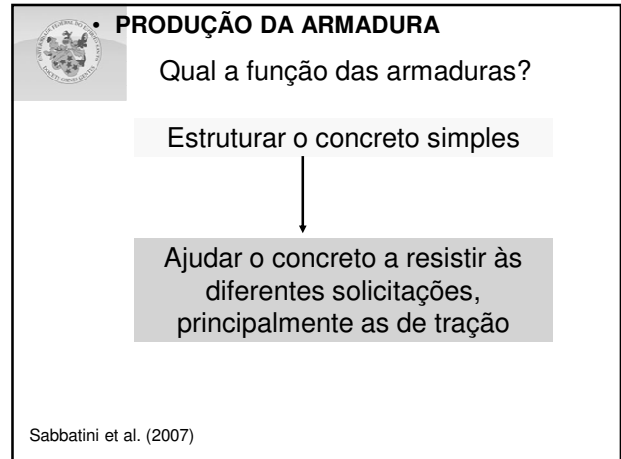 • PRODUÇÃO DA ARMADURA
Qual a função das armaduras?
Estruturar o concreto simples
Ajudar o concreto a resistir às
diferentes solicitações,
principalmente as de tração
Sabbatini et al. (2007)